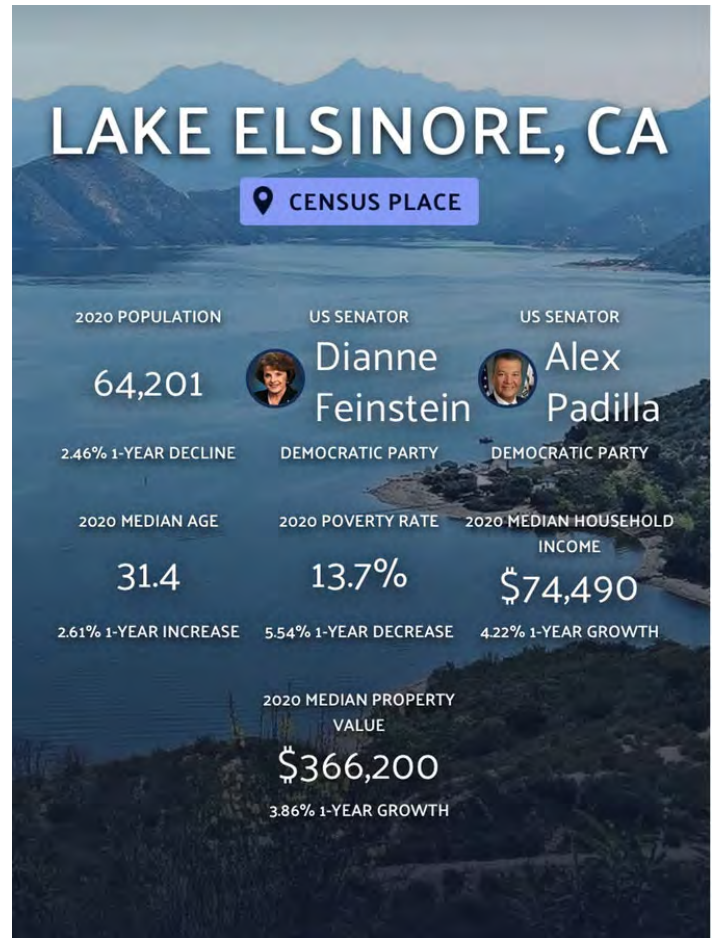 LAKE ELSINORE, CA
CENSUS PLACE
2020 POPULATION
64,201
2.46% 1-YEAR DECLINE
US SENATOR
Dianne
Feinstein
DEMOCRATIC PARTY
US SENATOR
Alex
Padilla
DEMOCRATIC PARTY
2020 MEDIAN AGE
31.4
2.61% 1-YEAR INCREASE
2020 POVERTY RATE
13.7%
5.54% 1-YEAR DECREASE
2020 MEDIAN HOUSEHOLD
INCOME
$74,490
4.22% 1-YEAR GROWTH
2020 MEDIAN PROPERTY
VALUE
$366,200
3.86% 1-YEAR GROWTH